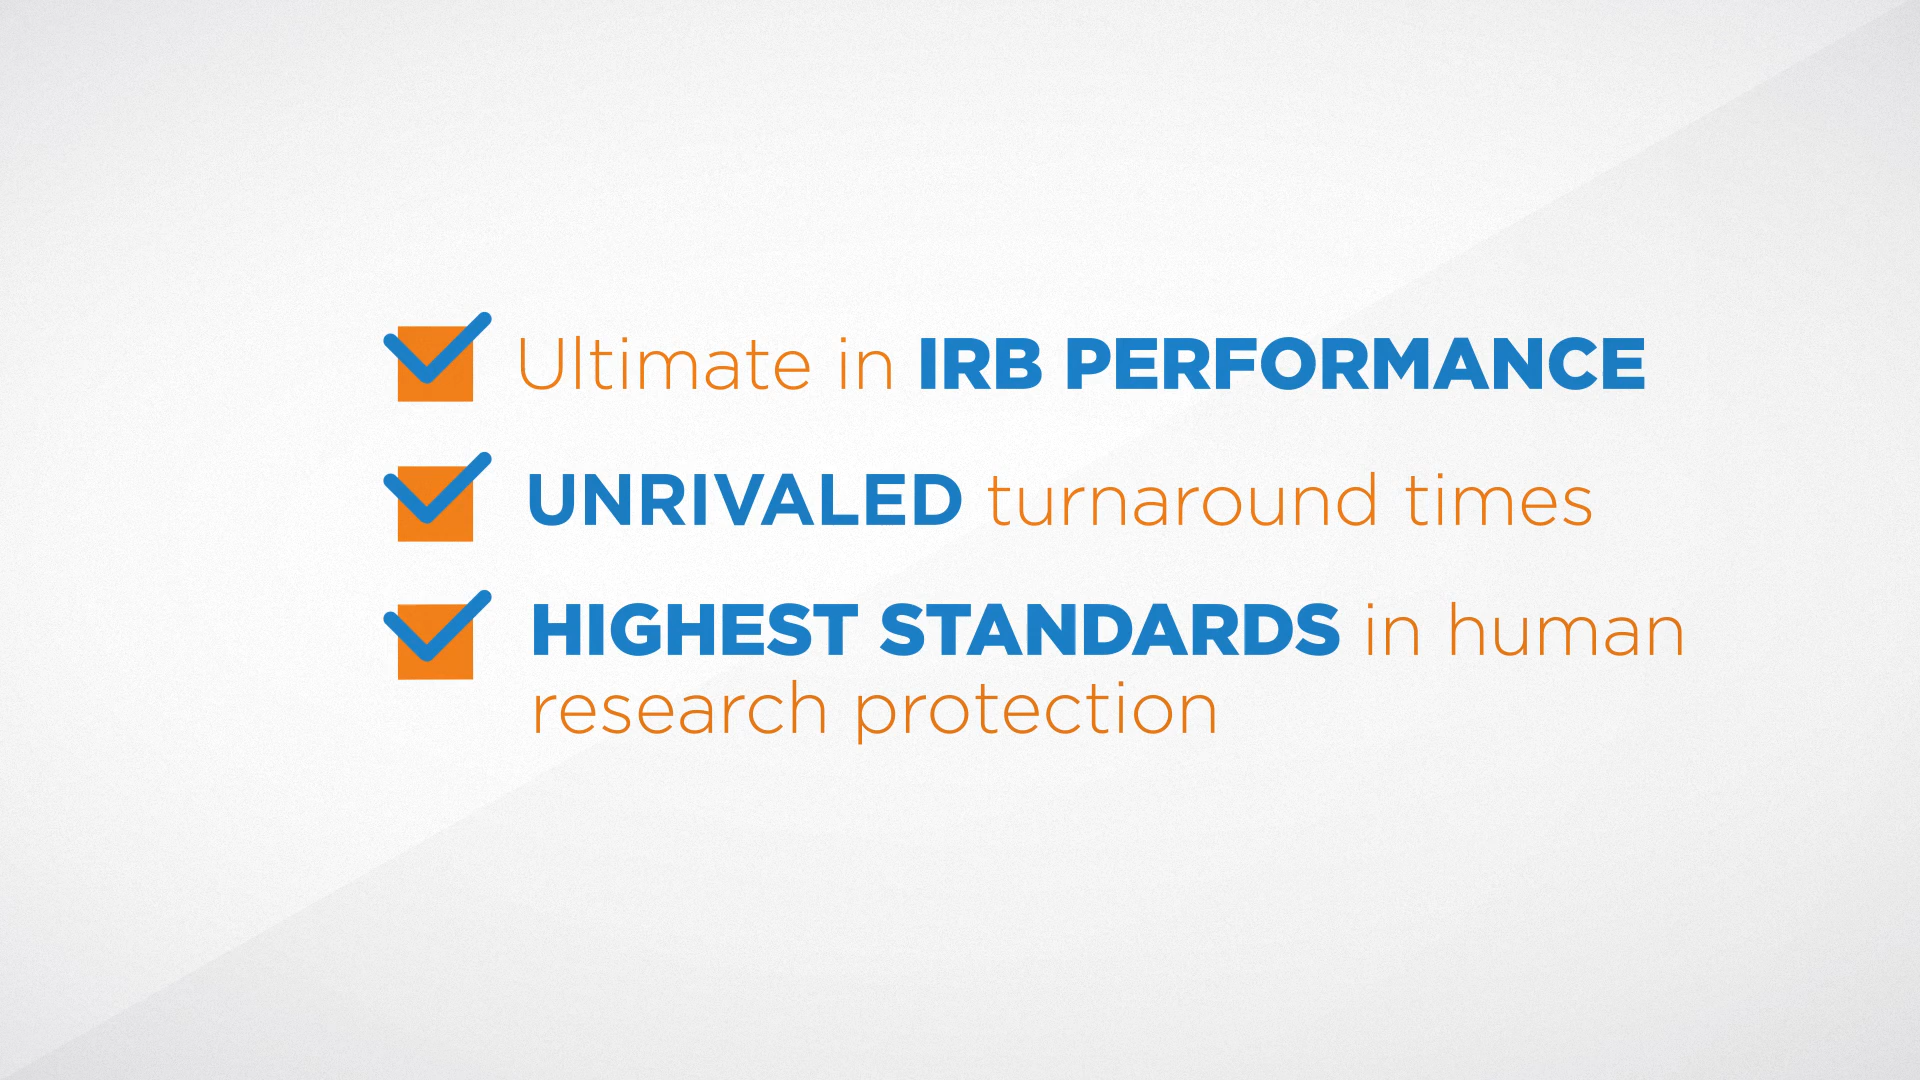 Ultimate in IRB PERFORMANCE
UNRIVALED turnaround times
HIGHEST STANDARDS in human
research protection